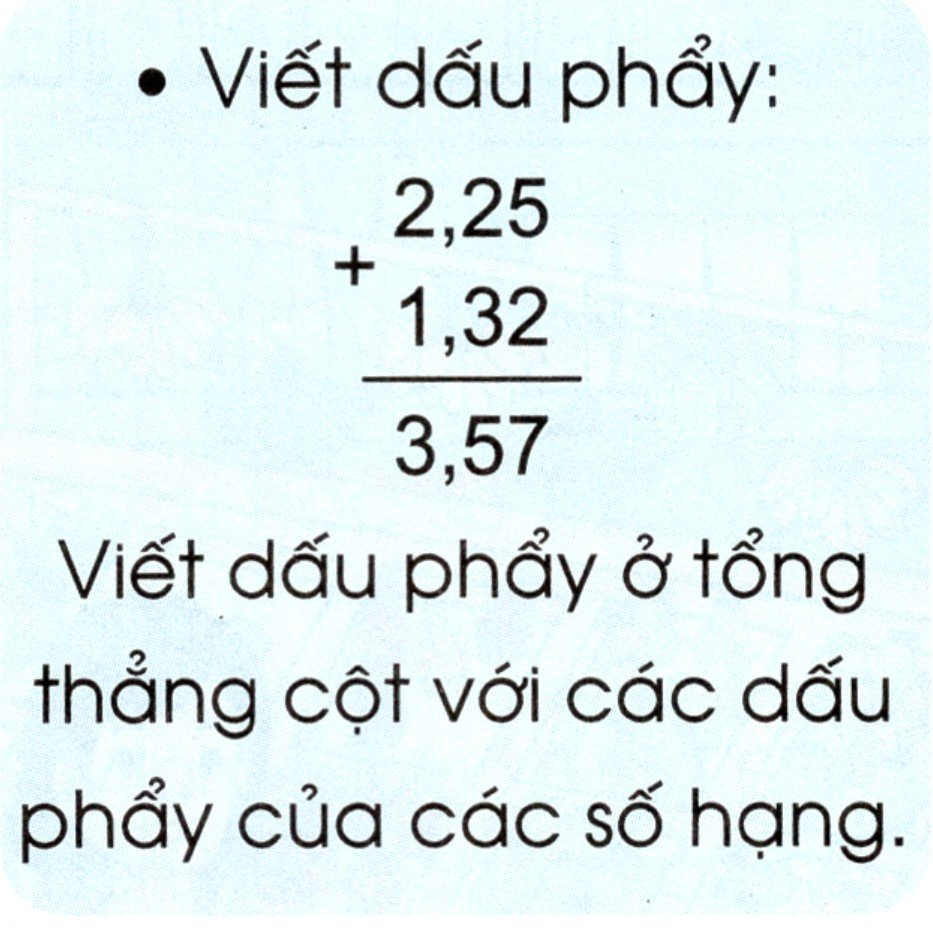 • Viết dấu phẩy:
2,25
+
1,32
3,57
Viết dấu phẩy ở tổng
thẳng cột với các dấu
phẩy của các số hạng.